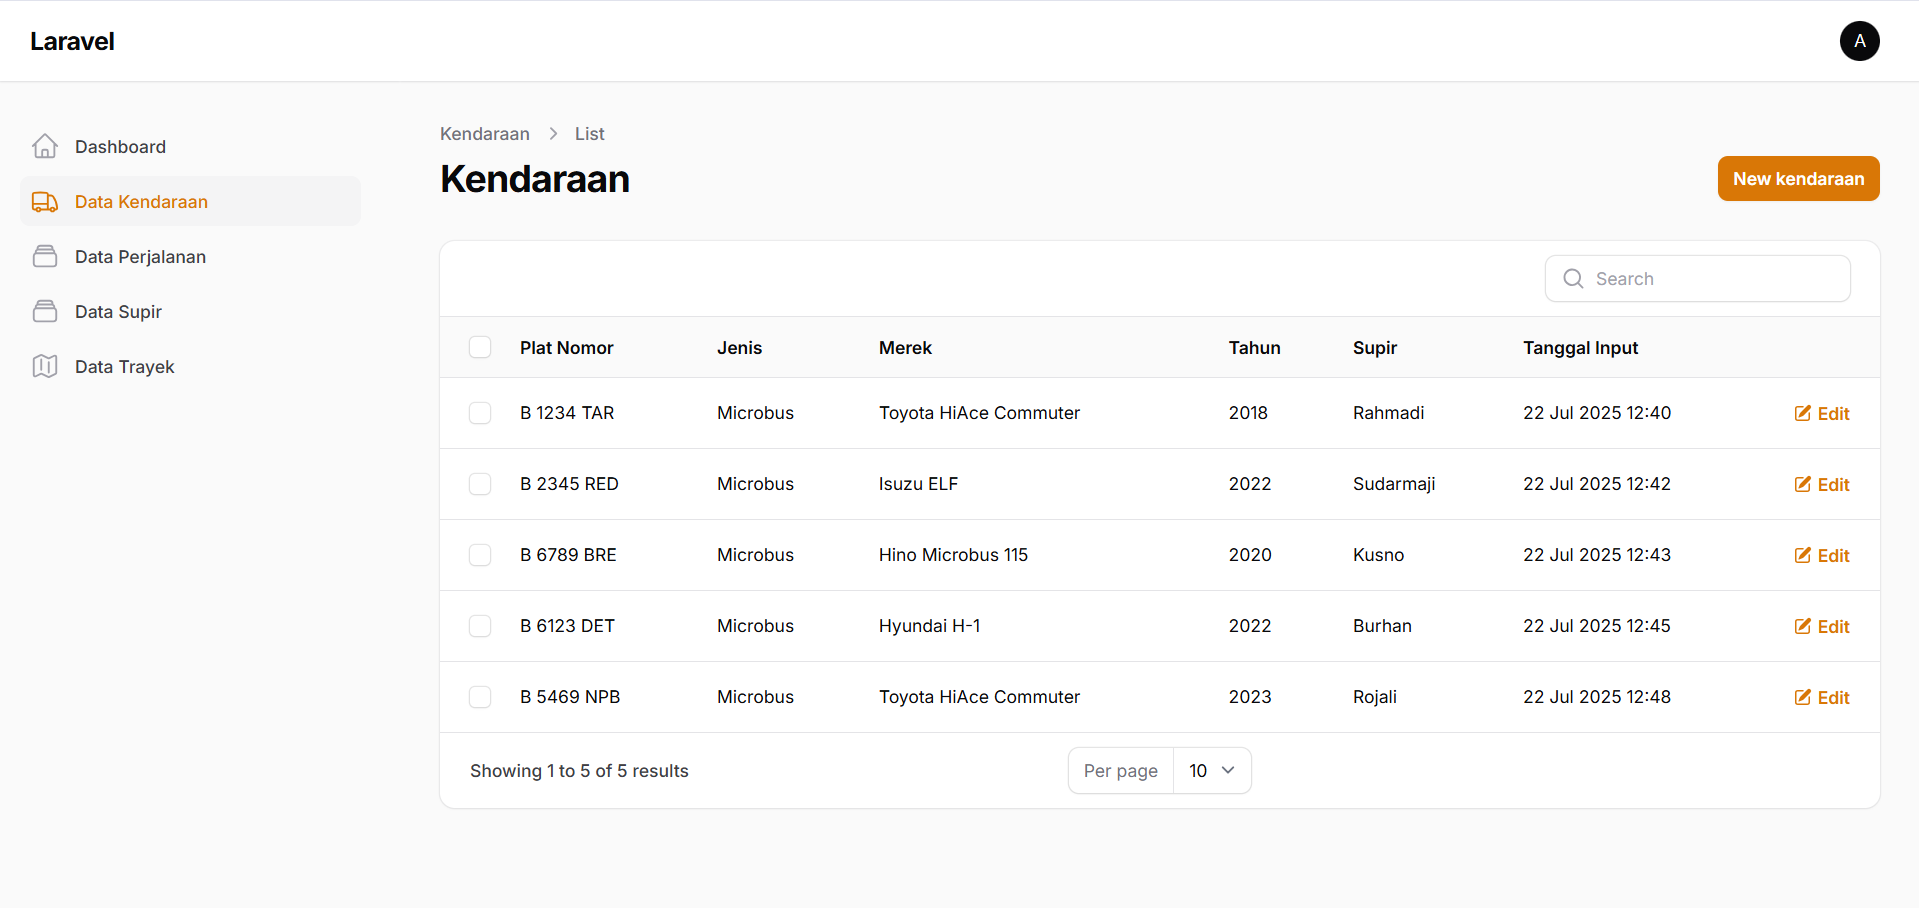 Laravel
A
Dashboard
Data Kendaraan
Data Perjalanan
Data Supir
Data Trayek
Kendaraan > List
Kendaraan
New kendaraan
Search
Plat Nomor Jenis Merek Tahun Supir Tanggal Input
B 1234 TAR Microbus Toyota HiAce Commuter 2018 Rahmadi 22 Jul 2025 12:40 Edit
B 2345 RED Microbus Isuzu ELF 2022 Sudarmaji 22 Jul 2025 12:42 Edit
B 6789 BRE Microbus Hino Microbus 115 2020 Kusno 22 Jul 2025 12:43 Edit
B 6123 DET Microbus Hyundai H-1 2022 Burhan 22 Jul 2025 12:45 Edit
B 5469 NPB Microbus Toyota HiAce Commuter 2023 Rojali 22 Jul 2025 12:48 Edit
Showing 1 to 5 of 5 results
Per page 10